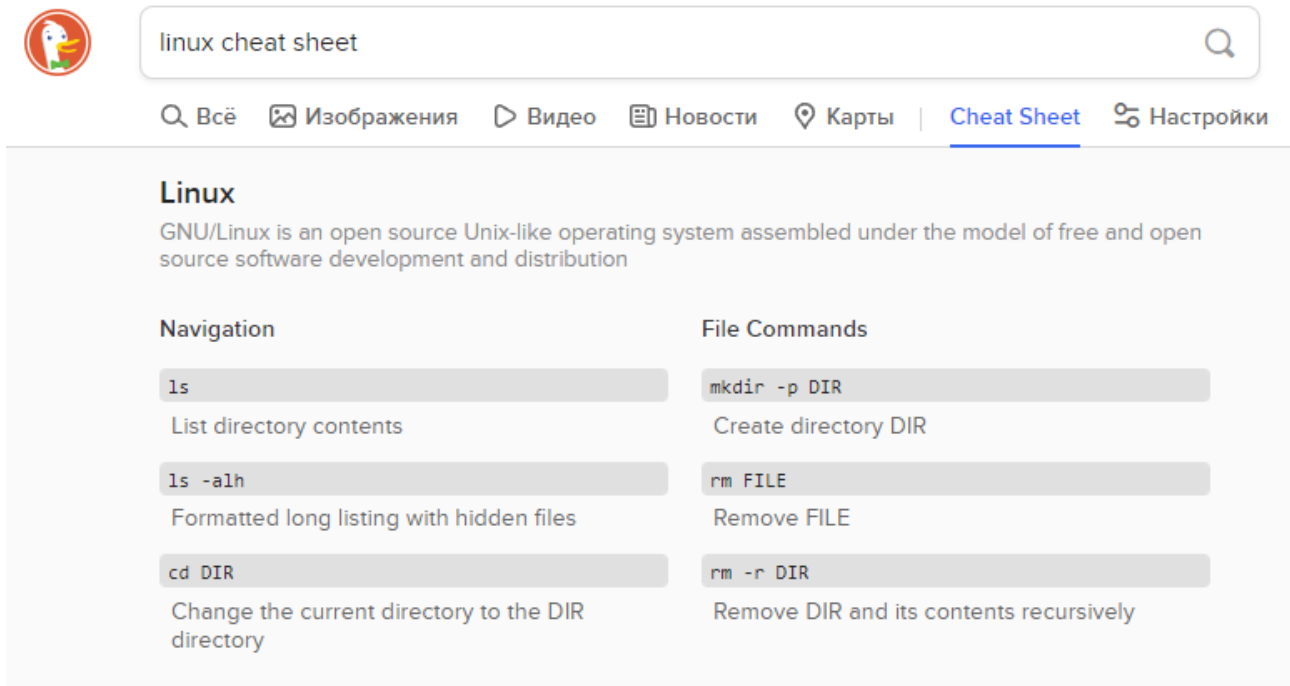 linux cheat sheet
Всё Изображения Видео Новости Карты Cheat Sheet Настройки
Linux
GNU/Linux is an open source Unix-like operating system assembled under the model of free and open
source software development and distribution
Navigation
ls
List directory contents
ls -alh
Formatted long listing with hidden files
cd DIR
Change the current directory to the DIR
directory
File Commands
mkdir -p DIR
Create directory DIR
rm FILE
Remove FILE
rm -r DIR
Remove DIR and its contents recursively